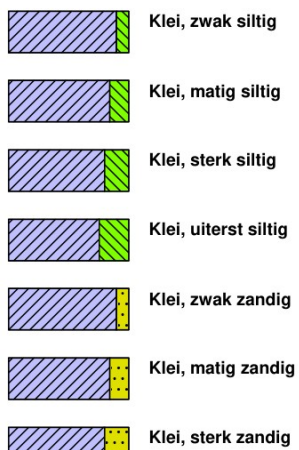 Klei, zwak siltig
Klei, matig siltig
Klei, sterk siltig
Klei, uiterst siltig
Klei, zwak zandig
Klei, matig zandig
Klei, sterk zandig